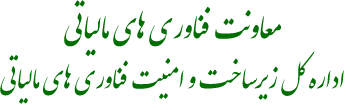 معاونت فناوری های مالیاتی
اداره کل زیرساخت و امنیت فناوری های مالیاتی